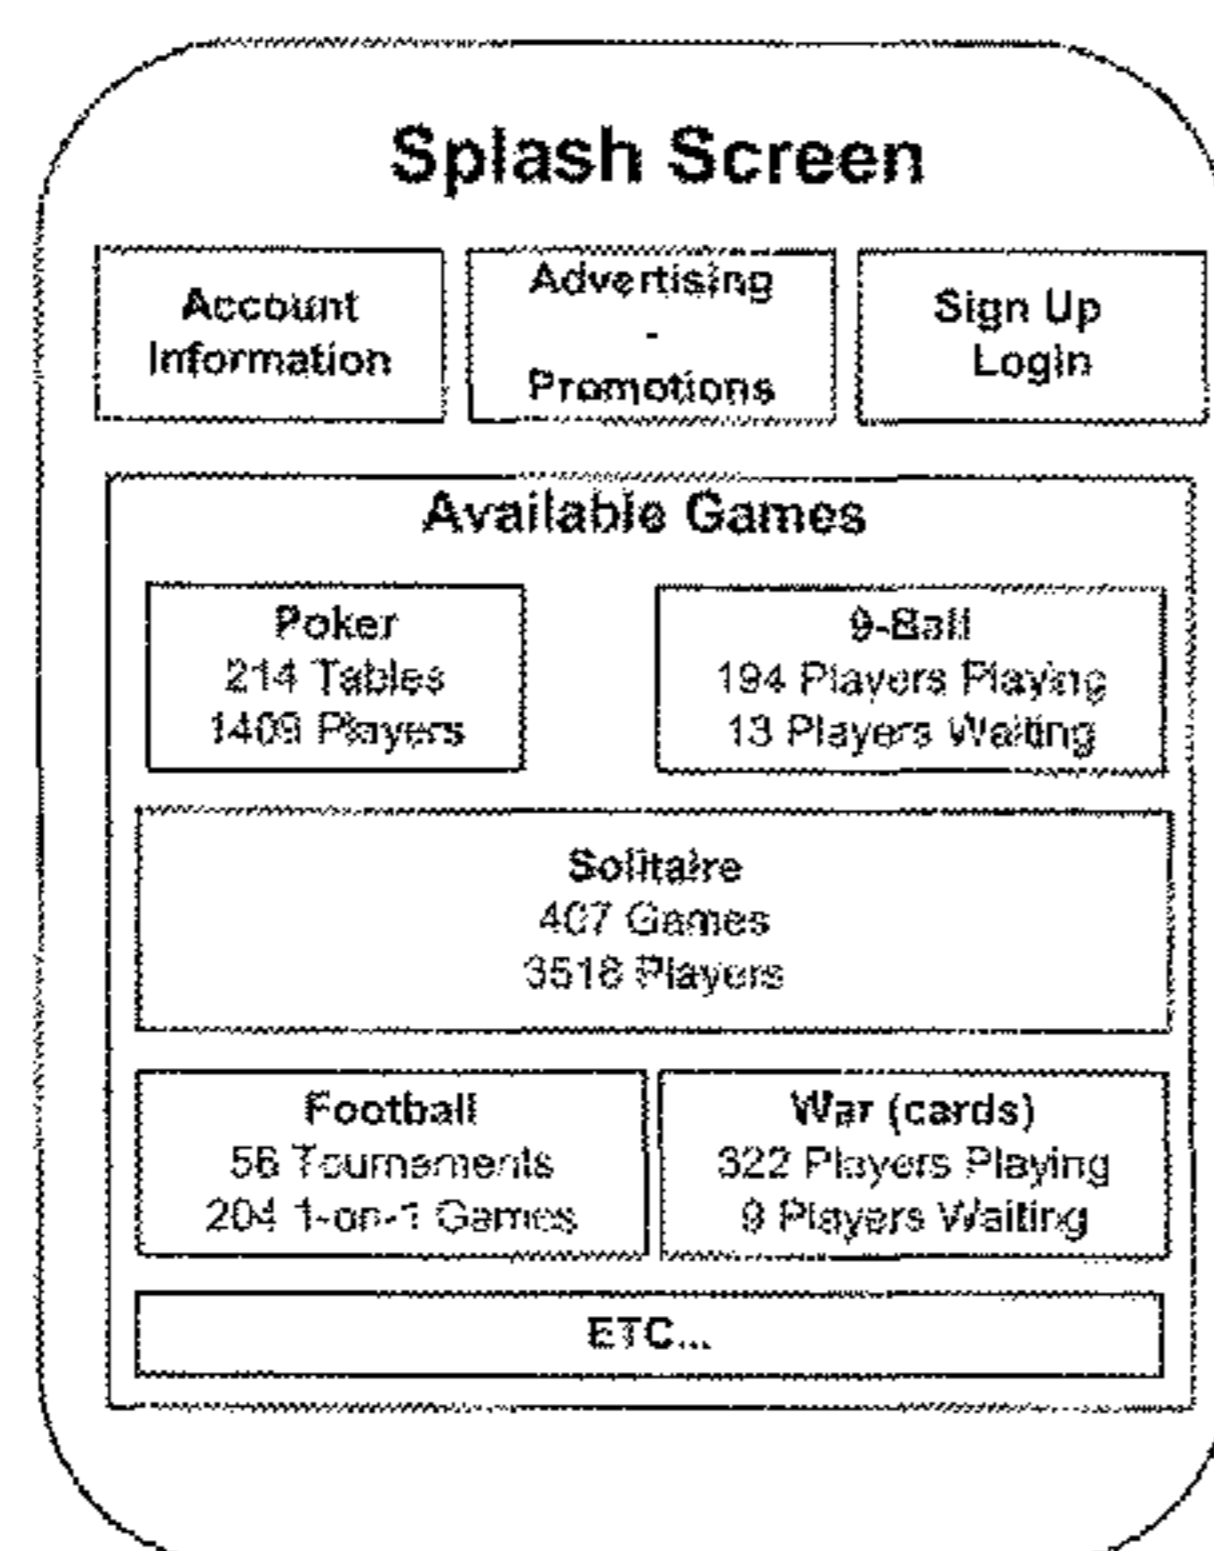 Splash Screen
Account
Information
Advertising
-
Promotions
Sign Up
Login
Available Games
Poker
214 Tables
1409 Players
9-Ball
194 Players Playing
13 Players Waiting
Solitaire
407 Games
3518 Players
Football
56 Tournaments
204 1-on-1 Games
War (cards)
322 Players Playing
9 Players Waiting
ETC...